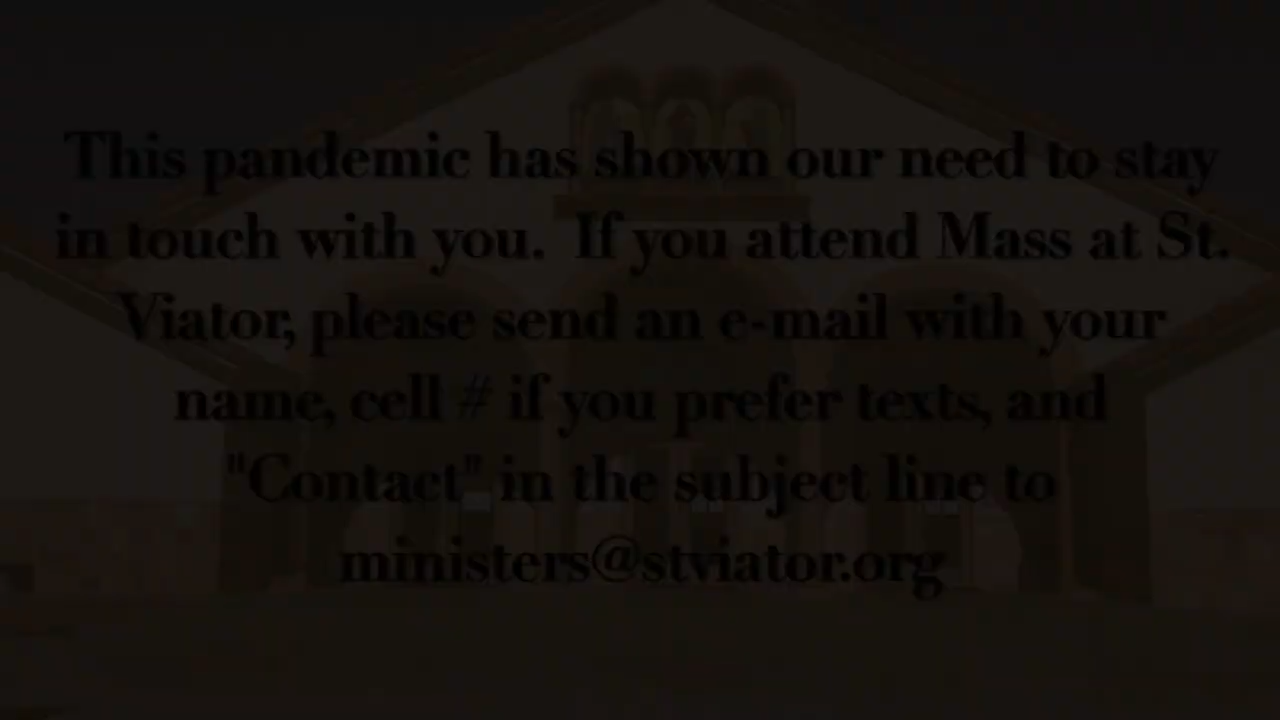 This pandemic has shown our need to stay
in touch with you.  If you attend Mass at St.
Viator, please send an e-mail with your
name, cell # if you prefer texts, and
"Contact" in the subject line to
ministers@stviator.org